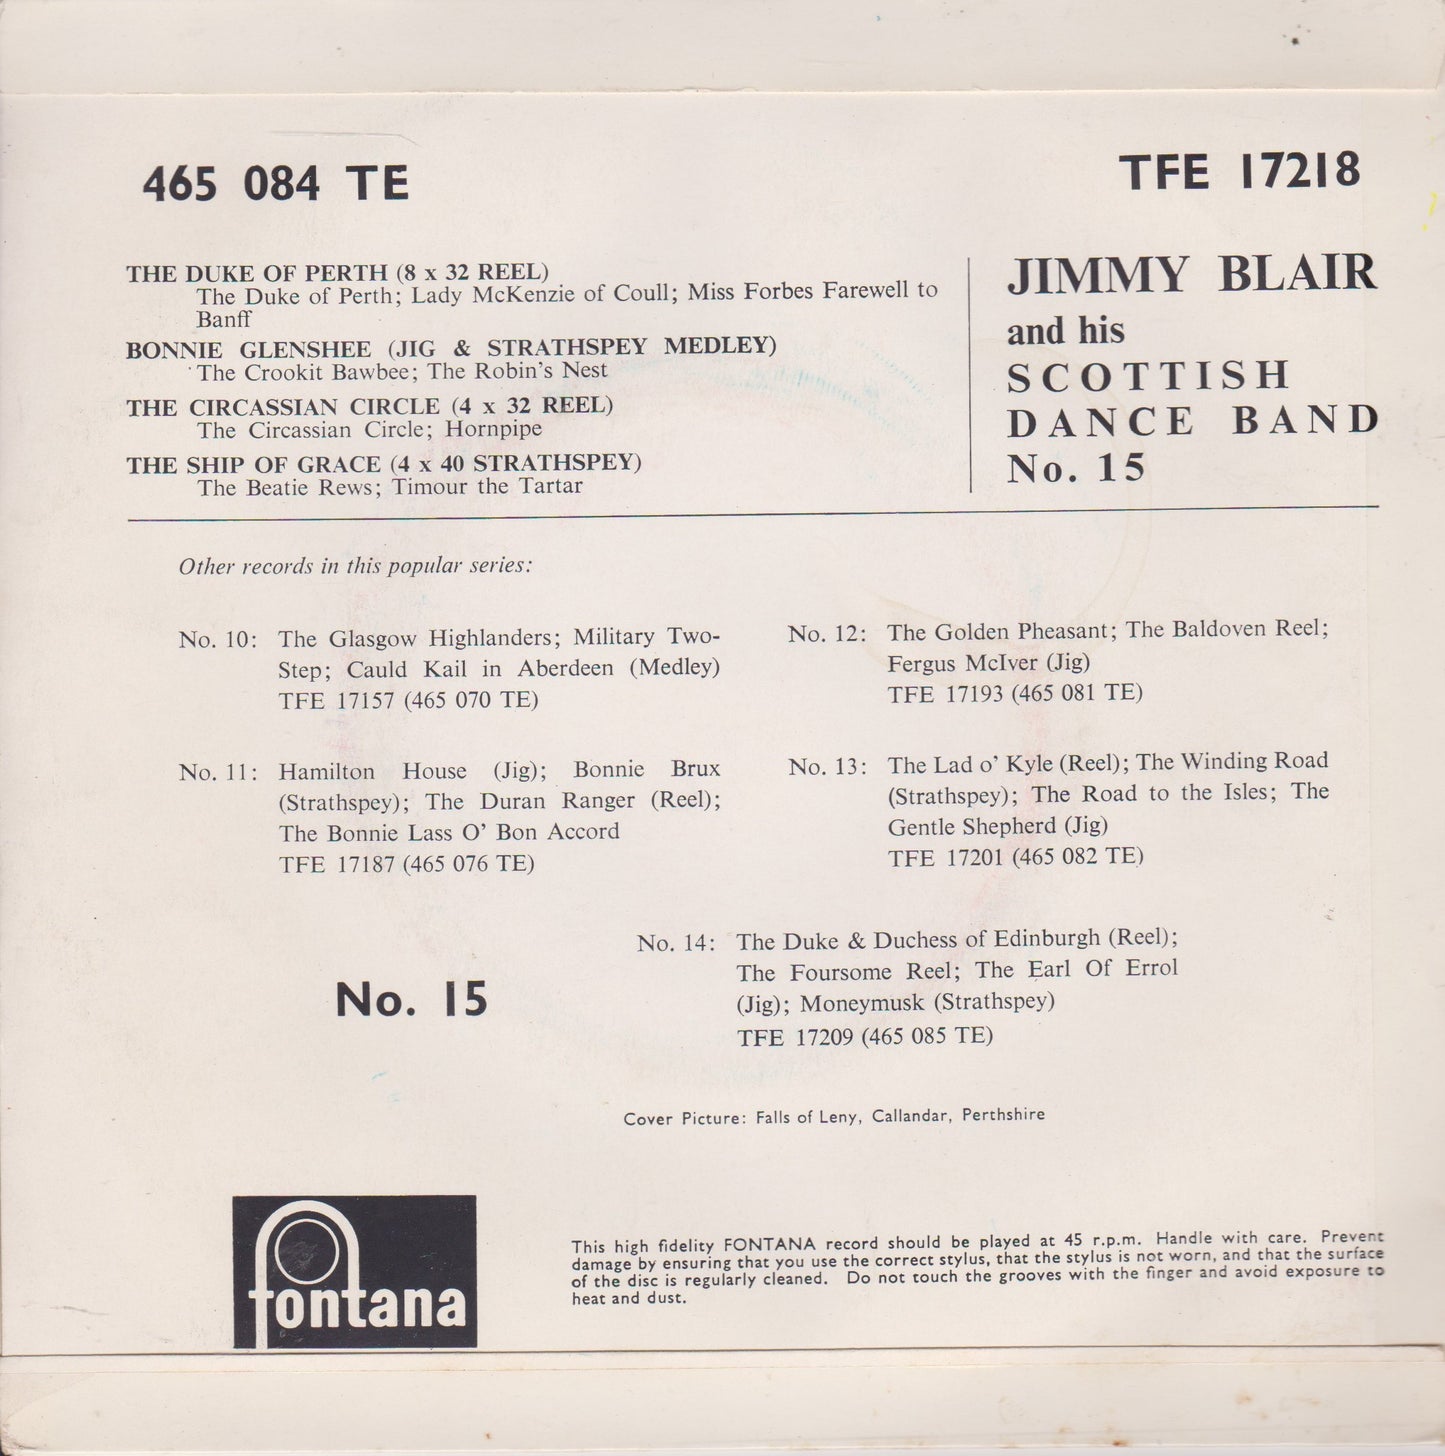 465 084 TE
TFE 17218
THE DUKE OF PERTH (8 x 32 REEL)
The Duke of Perth; Lady McKenzie of Coull; Miss Forbes Farewell to
Banff
BONNIE GLENSHEE (JIG & STRATHSPEY MEDLEY)
The Crookit Bawbee; The Robin's Nest
THE CIRCASSIAN CIRCLE (4 x 32 REEL)
The Circassian Circle; Hornpipe
THE SHIP OF GRACE (4 x 40 STRATHSPEY)
The Beatie Rews; Timour the Tartar
JIMMY BLAIR
and his
SCOTTISH
DANCE BAND
No. 15
Other records in this popular series:
No. 10: The Glasgow Highlanders; Military Two-
Step; Cauld Kail in Aberdeen (Medley)
TFE 17157 (465 070 TE)
No. 11: Hamilton House (Jig); Bonnie Brux
(Strathspey); The Duran Ranger (Reel);
The Bonnie Lass O' Bon Accord
TFE 17187 (465 076 TE)
No. 12: The Golden Pheasant; The Baldoven Reel;
Fergus McIver (Jig)
TFE 17193 (465 081 TE)
No. 13: The Lad o' Kyle (Reel); The Winding Road
(Strathspey); The Road to the Isles; The
Gentle Shepherd (Jig)
TFE 17201 (465 082 TE)
No. 14: The Duke & Duchess of Edinburgh (Reel);
The Foursome Reel; The Earl Of Errol
(Jig); Moneymusk (Strathspey)
TFE 17209 (465 085 TE)
No. 15
Cover Picture: Falls of Leny, Callandar, Perthshire
fontana
This high fidelity FONTANA record should be played at 45 r.p.m. Handle with care. Prevent
damage by ensuring that you use the correct stylus, that the stylus is not worn, and that the surface
of the disc is regularly cleaned. Do not touch the grooves with the finger and avoid exposure to
heat and dust.